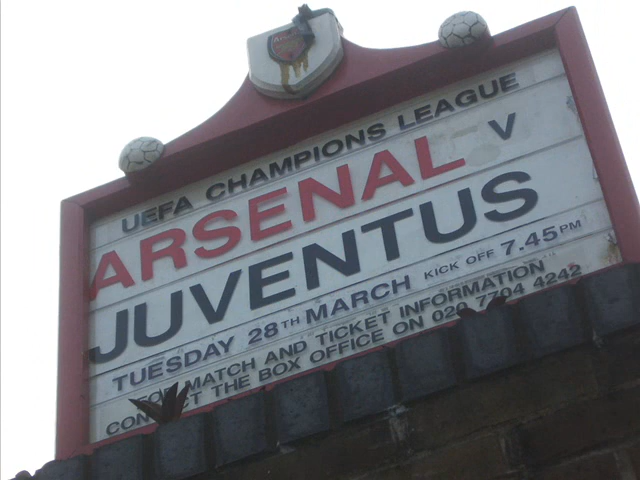 UEFA CHAMPIONS LEAGUE
ARSENAL V
JUVENTUS
TUESDAY 28TH MARCH KICK OFF 7.45PM
FOR MATCH AND TICKET INFORMATION
CONTACT THE BOX OFFICE ON 020 7704 4242